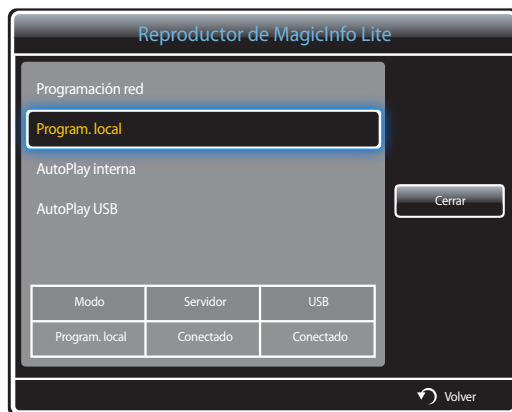 Reproductor de MagicInfo Lite
Programación red
Program. local
AutoPlay interna
AutoPlay USB
Cerrar
Modo Servidor USB
Program. local Conectado Conectado
Volver